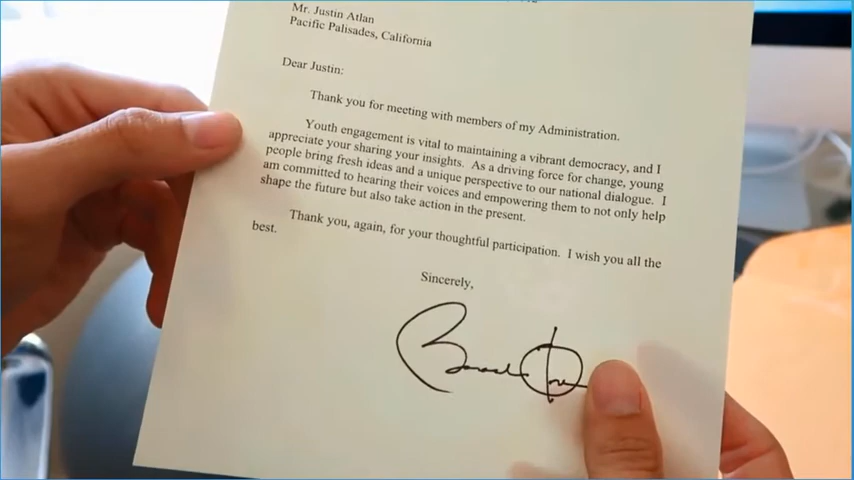 Mr. Justin Atlan
Pacific Palisades, California
Dear Justin:
Thank you for meeting with members of my Administration.
Youth engagement is vital to maintaining a vibrant democracy, and I
appreciate your sharing your insights. As a driving force for change, young
people bring fresh ideas and a unique perspective to our national dialogue. I
am committed to hearing their voices and empowering them to not only help
shape the future but also take action in the present.
Thank you, again, for your thoughtful participation. I wish you all the
best.
Sincerely,